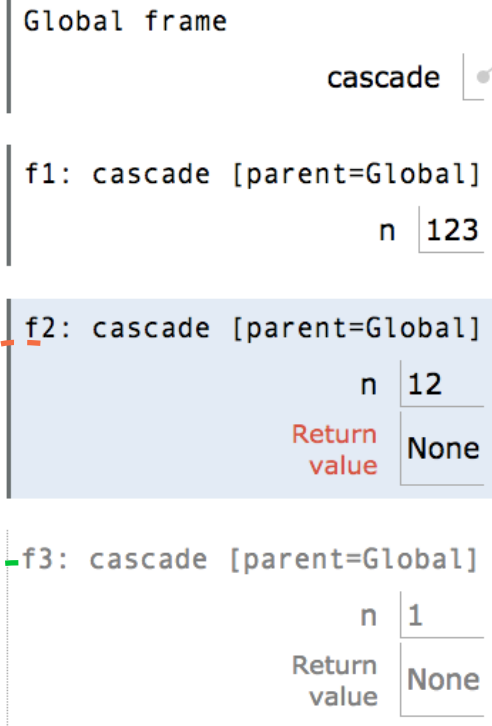 Global frame
cascade
f1: cascade [parent=Global]
n 123
f2: cascade [parent=Global]
n 12
Return
value None
f3: cascade [parent=Global]
n 1
Return
value None